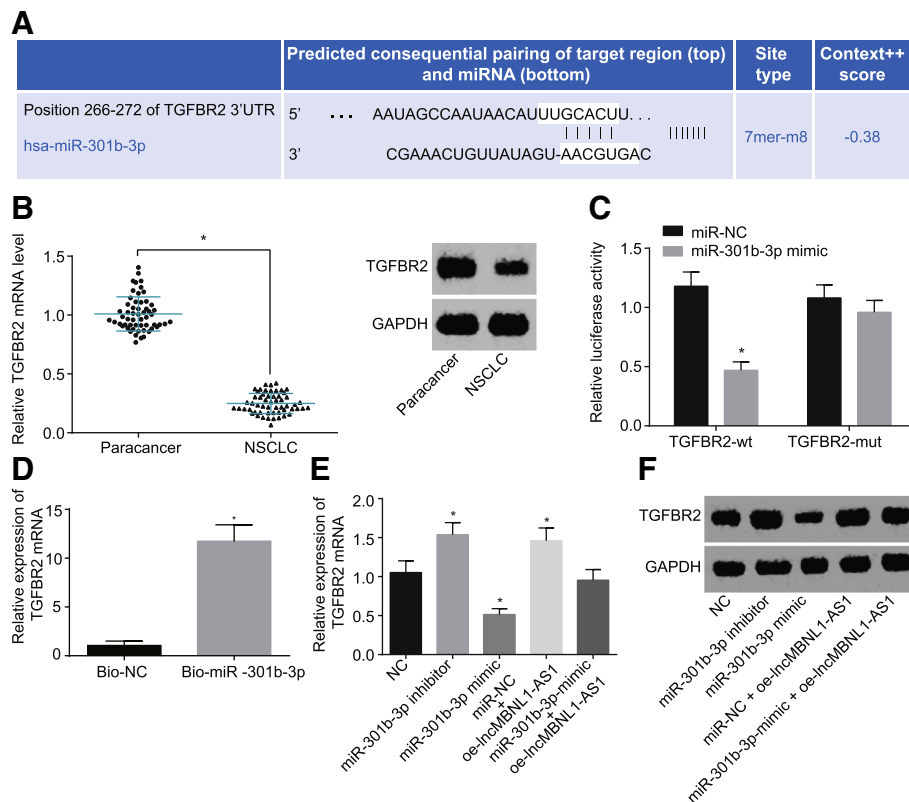 A
Predicted consequential pairing of target region (top)
and miRNA (bottom)
Site
type
Context++
score
Position 266-272 of TGFBR2 3'UTR
hsa-miR-301b-3p
5' ... AAUAGCCAAUAACAUUUGCACUU...
3' CGAAACUGUUAUAGU-AACGUGAC
7mer-m8
-0.38
B
Relative TGFBR2 mRNA level
1.5
1.0
0.5
0.0
*
Paracancer
NSCLC
TGFBR2
GAPDH
Paracancer
NSCLC
C
miR-NC
miR-301b-3p mimic
Relative luciferase activity
1.5
1.0
0.5
0.0
*
TGFBR2-wt
TGFBR2-mut
D
Relative expression of
TGFBR2 mRNA
15
10
5
0
*
Bio-NC
Bio-miR -301b-3p
E
Relative expression of
TGFBR2 mRNA
2.0
1.5
1.0
0.5
0.0
*
*
*
NC
miR-301b-3p inhibitor
miR-301b-3p mimic
miR-NC
+
oe-lncMBNL1-AS1
miR-301b-3p-mimic
+
oe-lncMBNL1-AS1
F
TGFBR2
GAPDH
NC
miR-301b-3p inhibitor
miR-301b-3p mimic
miR-NC + oe-lncMBNL1-AS1
miR-301b-3p-mimic + oe-lncMBNL1-AS1